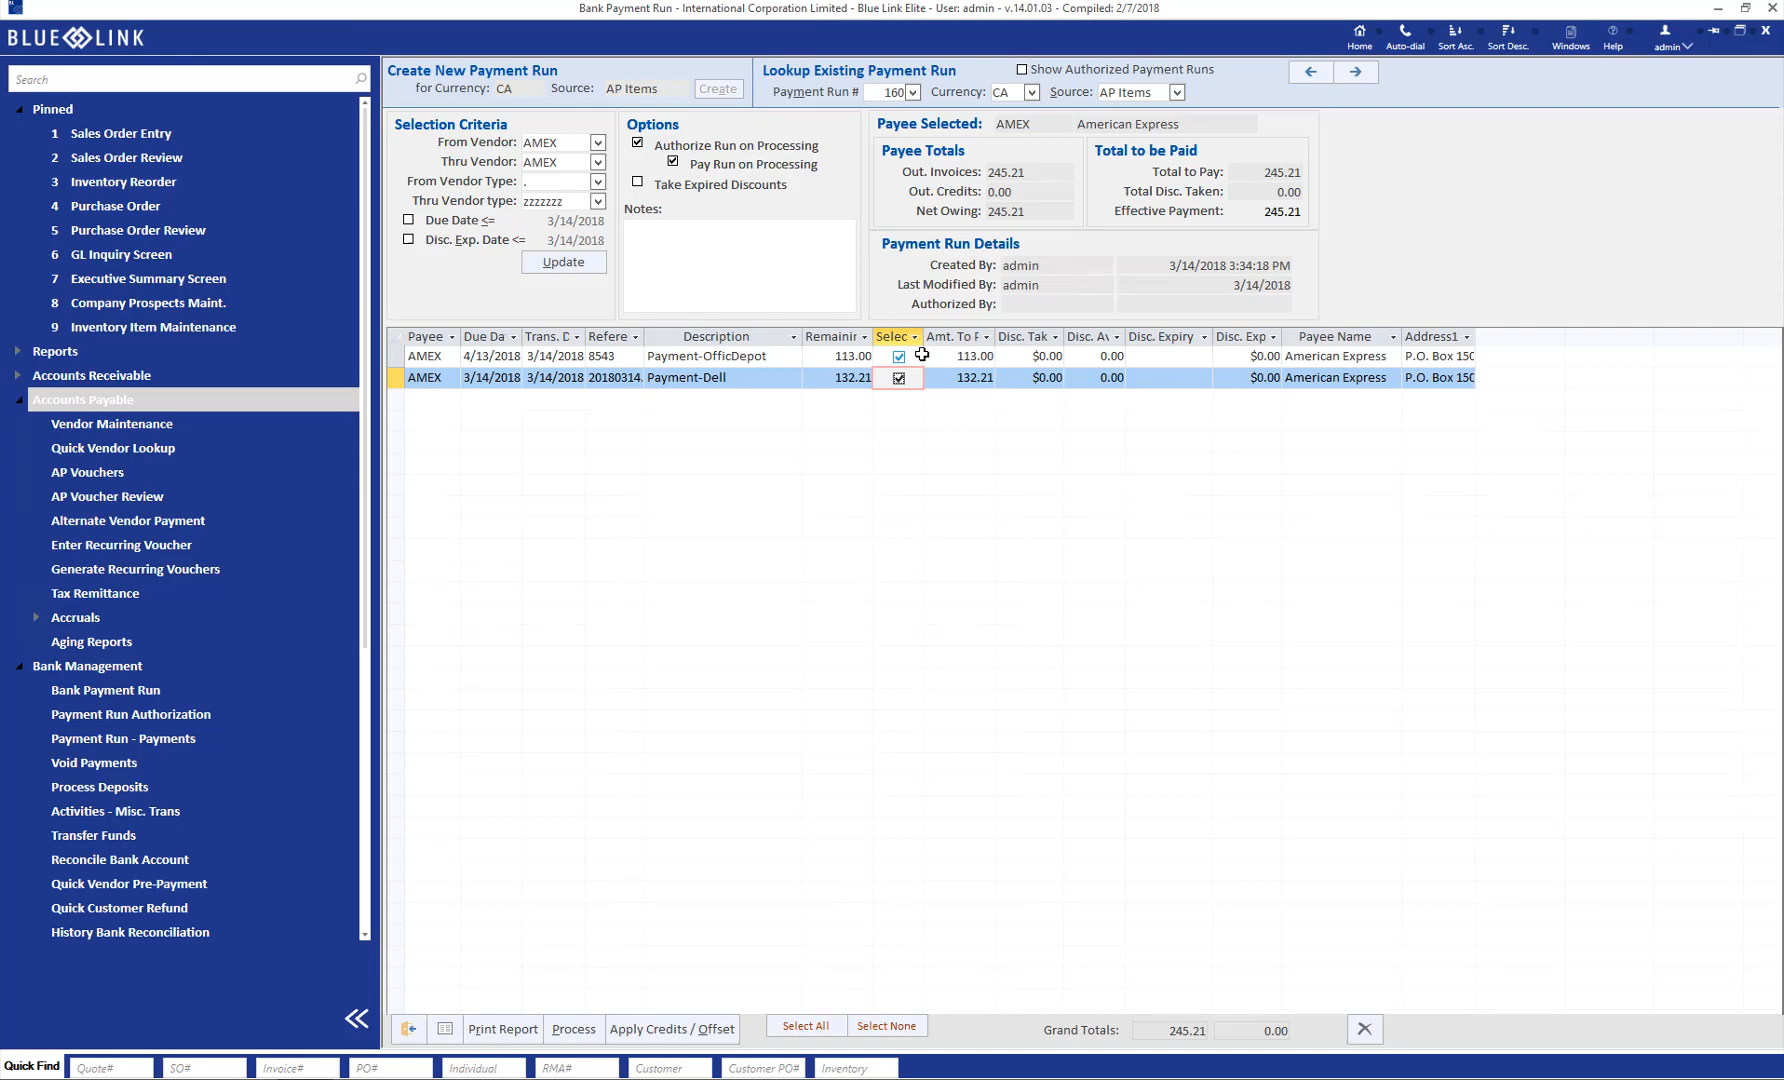 Bank Payment Run - International Corporation Limited - Blue Link Elite - User: admin - v.14.01.03 - Compiled: 2/7/2018
BLUE LINK
Home Auto-dial Sort Asc. Sort Desc. Windows Help admin
Search
Pinned
1 Sales Order Entry
2 Sales Order Review
3 Inventory Reorder
4 Purchase Order
5 Purchase Order Review
6 GL Inquiry Screen
7 Executive Summary Screen
8 Company Prospects Maint.
9 Inventory Item Maintenance
Reports
Accounts Receivable
Accounts Payable
Vendor Maintenance
Quick Vendor Lookup
AP Vouchers
AP Voucher Review
Alternate Vendor Payment
Enter Recurring Voucher
Generate Recurring Vouchers
Tax Remittance
Accruals
Aging Reports
Bank Management
Bank Payment Run
Payment Run Authorization
Payment Run - Payments
Void Payments
Process Deposits
Activities - Misc. Trans
Transfer Funds
Reconcile Bank Account
Quick Vendor Pre-Payment
Quick Customer Refund
History Bank Reconciliation
Create New Payment Run
for Currency: CA Source: AP Items Create
Lookup Existing Payment Run Show Authorized Payment Runs
Payment Run # 160 Currency: CA Source: AP Items
Selection Criteria
From Vendor: AMEX
Thru Vendor: AMEX
From Vendor Type: .
Thru Vendor type: zzzzzzz
Due Date <= 3/14/2018
Disc. Exp. Date <= 3/14/2018
Update
Options
Authorize Run on Processing
Pay Run on Processing
Take Expired Discounts
Notes:
Payee Selected: AMEX American Express
Payee Totals
Out. Invoices: 245.21
Out. Credits: 0.00
Net Owing: 245.21
Total to be Paid
Total to Pay: 245.21
Total Disc. Taken: 0.00
Effective Payment: 245.21
Payment Run Details
Created By: admin 3/14/2018 3:34:18 PM
Last Modified By: admin 3/14/2018
Authorized By:
Payee Due Da Trans. D Refere Description Remainir Selec Amt. To P Disc. Tak Disc. Av Disc. Expiry Disc. Exp Payee Name Address1
AMEX 4/13/2018 3/14/2018 8543 Payment-OfficDepot 113.00 113.00 $0.00 0.00 $0.00 American Express P.O. Box 150
AMEX 3/14/2018 3/14/2018 20180314. Payment-Dell 132.21 132.21 $0.00 0.00 $0.00 American Express P.O. Box 150
Print Report Process Apply Credits / Offset Select All Select None Grand Totals: 245.21 0.00
Quick Find Quote# SO# Invoice# PO# Individual RMA# Customer Customer PO# Inventory